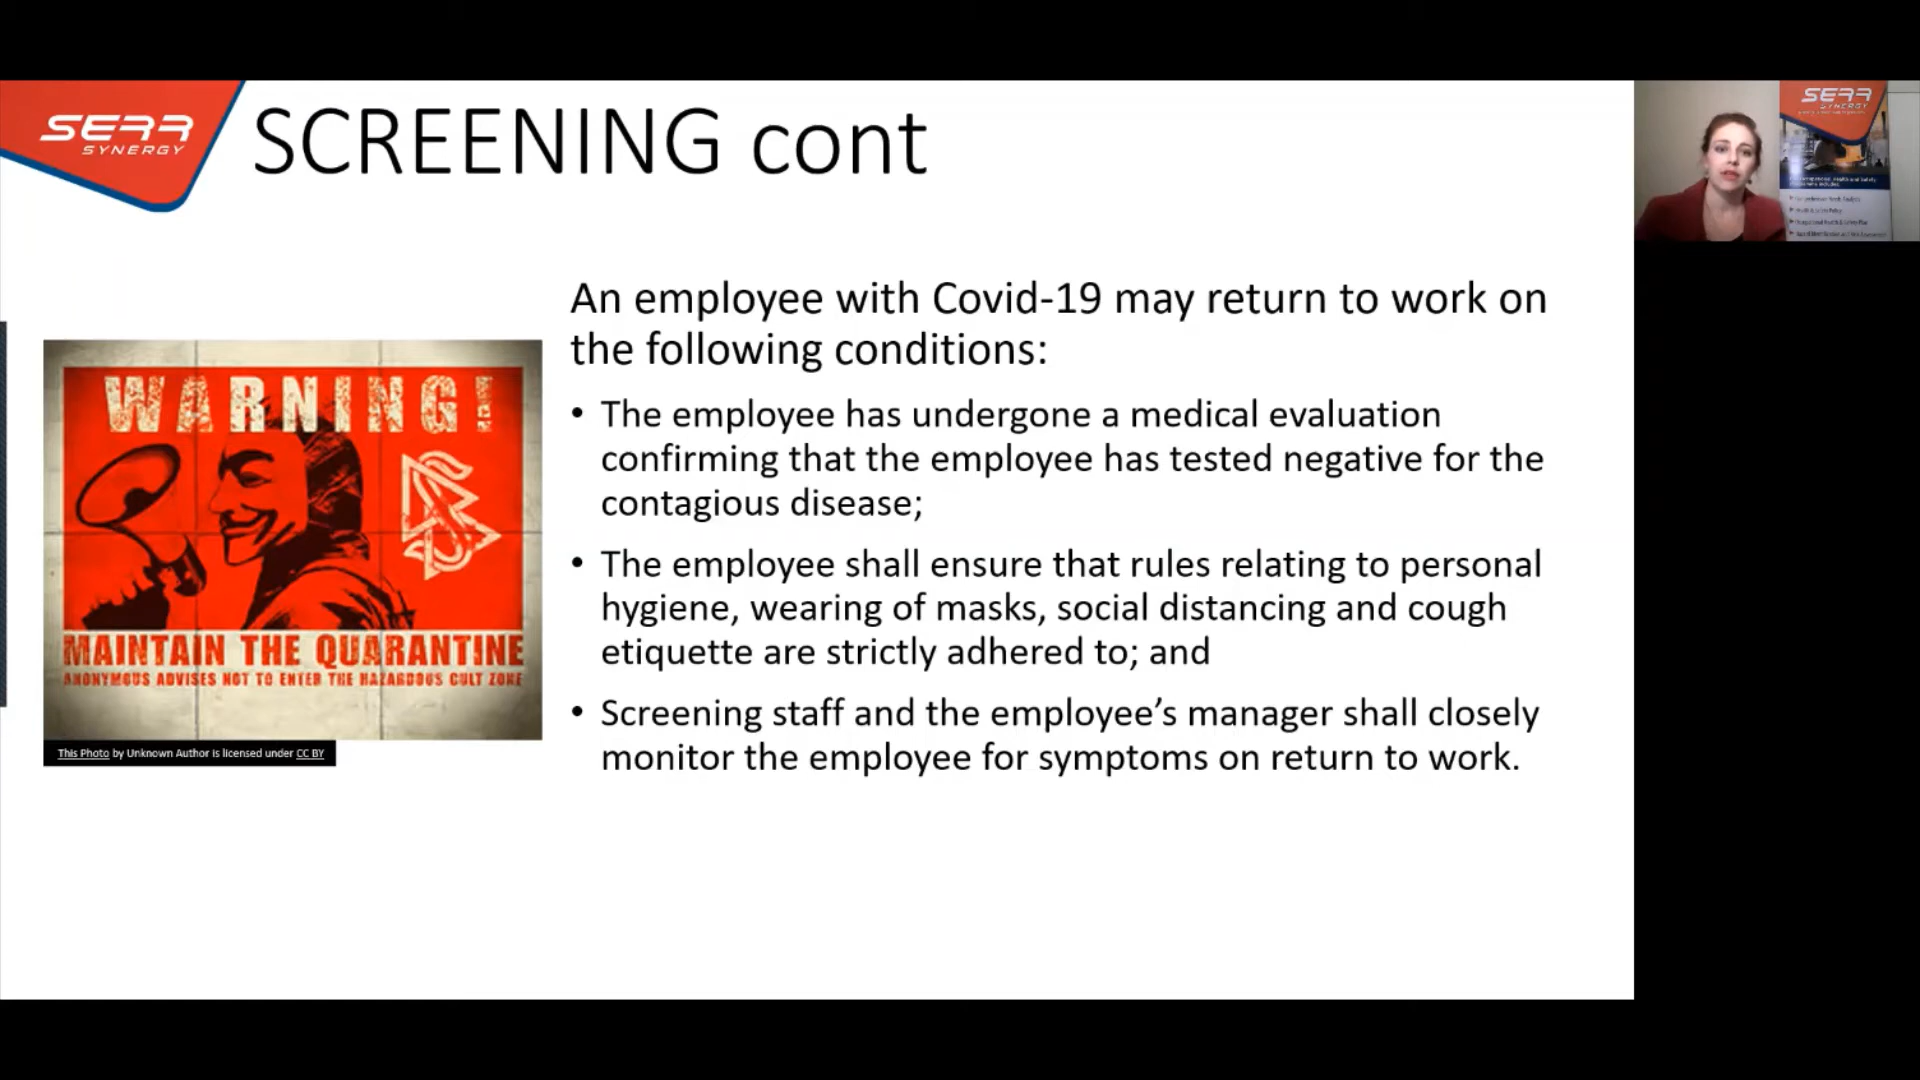 SERR
SYNERGY
SCREENING cont
An employee with Covid-19 may return to work on
the following conditions:
• The employee has undergone a medical evaluation
confirming that the employee has tested negative for the
contagious disease;
• The employee shall ensure that rules relating to personal
hygiene, wearing of masks, social distancing and cough
etiquette are strictly adhered to; and
• Screening staff and the employee’s manager shall closely
monitor the employee for symptoms on return to work.
WARNING!
MAINTAIN THE QUARANTINE
ANONYMOUS ADVISES NOT TO ENTER THE HAZARDOUS CULT ZONE
This Photo by Unknown Author is licensed under CC BY
SERR
SYNERGY